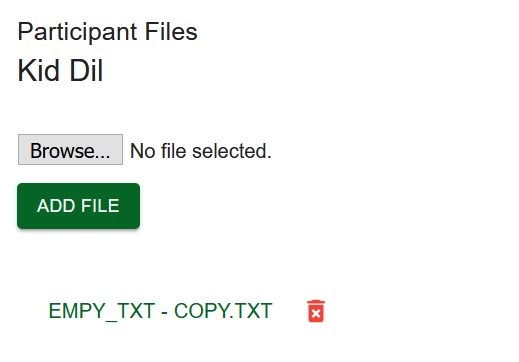 Participant Files
Kid Dil
Browse... No file selected.
ADD FILE
EMPY_TXT - COPY.TXT